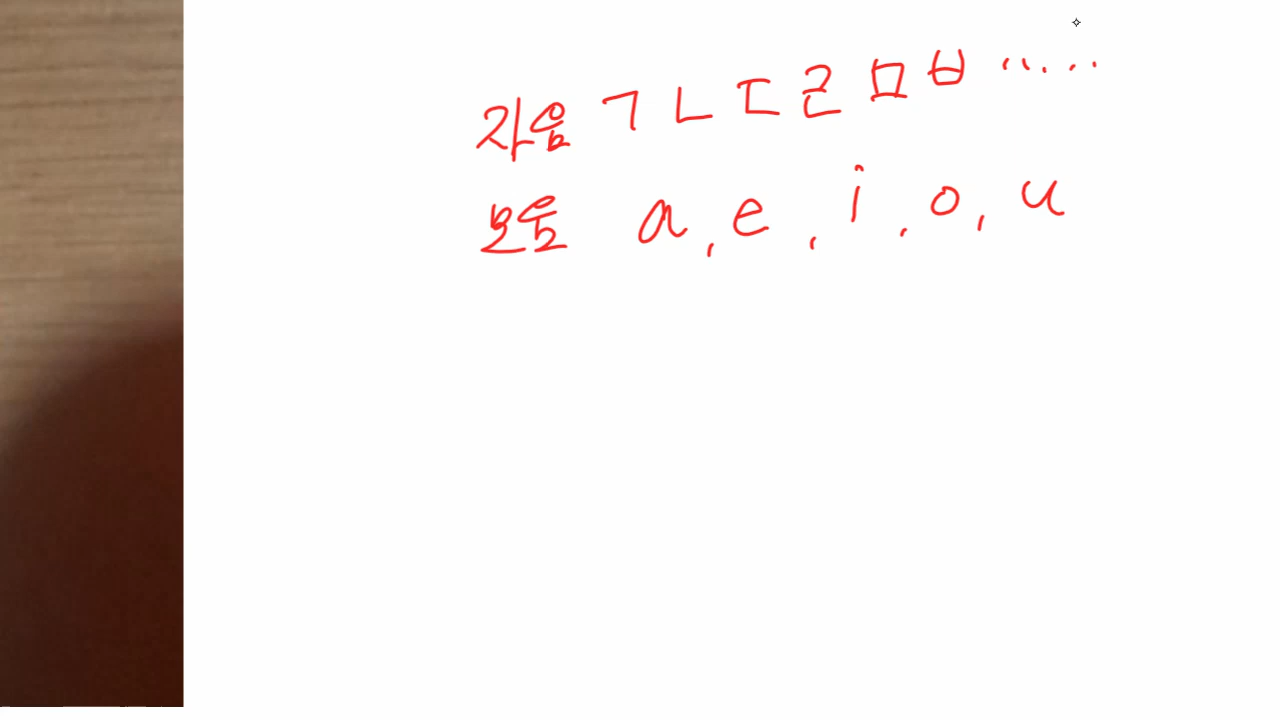 자음 ㄱ ㄴ ㄷ ㄹ ㅁ ㅂ ......
모음 a, e, i, o, u